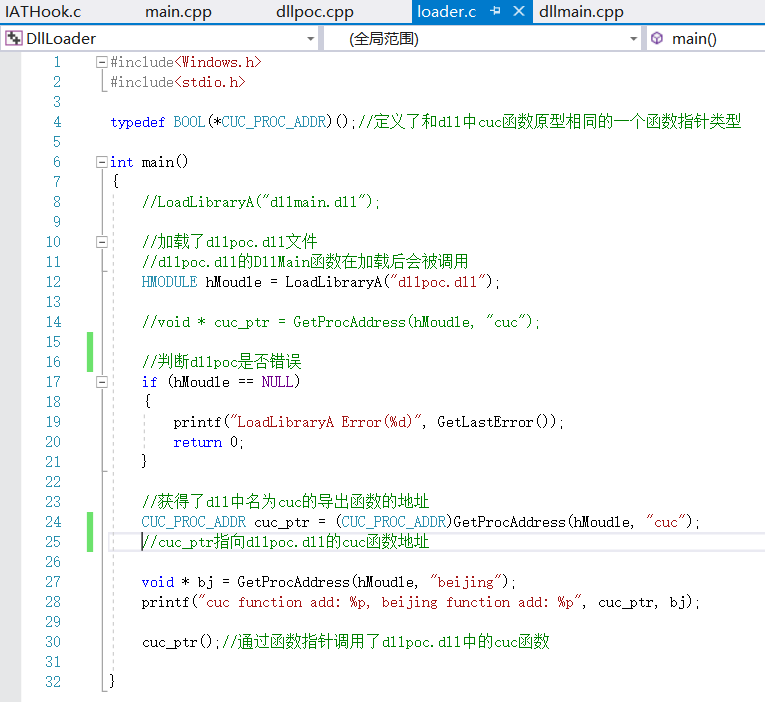 IATHook.c main.cpp dllpoc.cpp loader.c dllmain.cpp
DllLoader (全局范围) main()
1 #include<Windows.h>
2 #include<stdio.h>
3
4 typedef BOOL(*CUC_PROC_ADDR)();//定义了和dll中cuc函数原型相同的一个函数指针类型
5
6 int main()
7 {
8 //LoadLibraryA("dllmain.dll");
9
10 //加载了dllpoc.dll文件
11 //dllpoc.dll的DllMain函数在加载后会被调用
12 HMODULE hMoudle = LoadLibraryA("dllpoc.dll");
13
14 //void * cuc_ptr = GetProcAddress(hMoudle, "cuc");
15
16 //判断dllpoc是否错误
17 if (hMoudle == NULL)
18 {
19 printf("LoadLibraryA Error(%d)", GetLastError());
20 return 0;
21 }
22
23 //获得了dll中名为cuc的导出函数的地址
24 CUC_PROC_ADDR cuc_ptr = (CUC_PROC_ADDR)GetProcAddress(hMoudle, "cuc");
25 //cuc_ptr指向dllpoc.dll的cuc函数地址
26
27 void * bj = GetProcAddress(hMoudle, "beijing");
28 printf("cuc function add: %p, beijing function add: %p", cuc_ptr, bj);
29
30 cuc_ptr();//通过函数指针调用了dllpoc.dll中的cuc函数
31
32 }